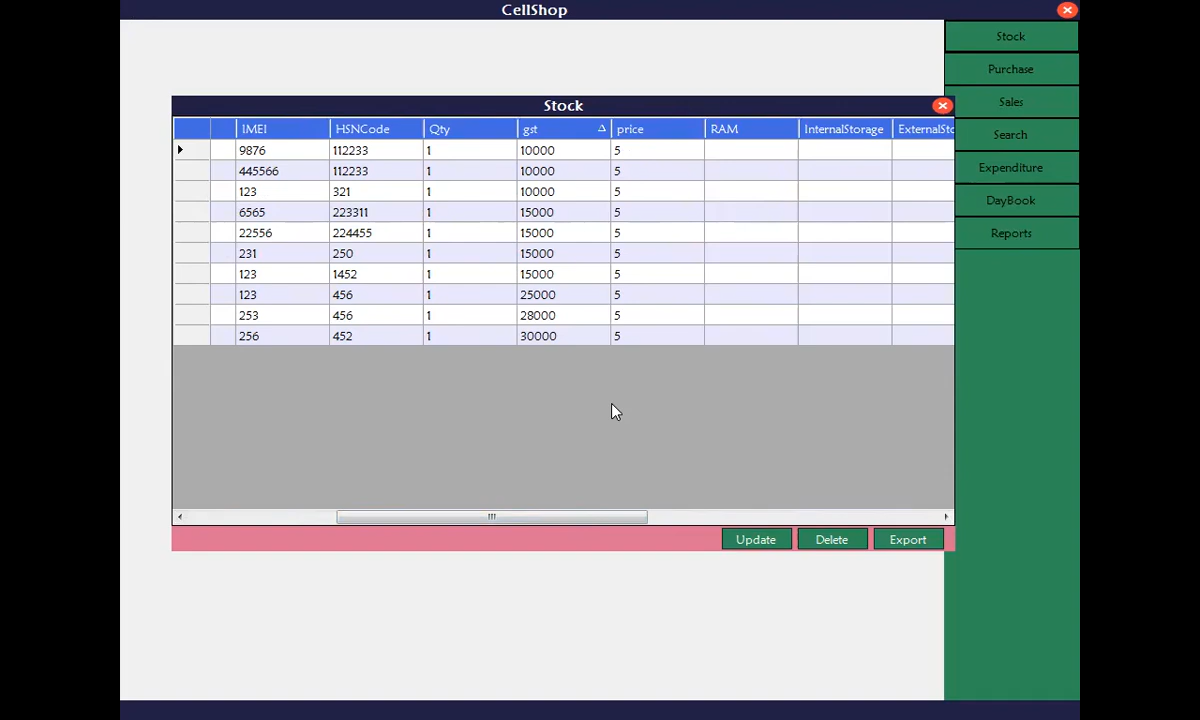 CellShop
Stock
Purchase
Sales
Search
Expenditure
DayBook
Reports
Stock
IMEI HSNCode Qty gst price RAM InternalStorage ExternalSto
9876 112233 1 10000 5
445566 112233 1 10000 5
123 321 1 10000 5
6565 223311 1 15000 5
22556 224455 1 15000 5
231 250 1 15000 5
123 1452 1 15000 5
123 456 1 25000 5
253 456 1 28000 5
256 452 1 30000 5
Update Delete Export